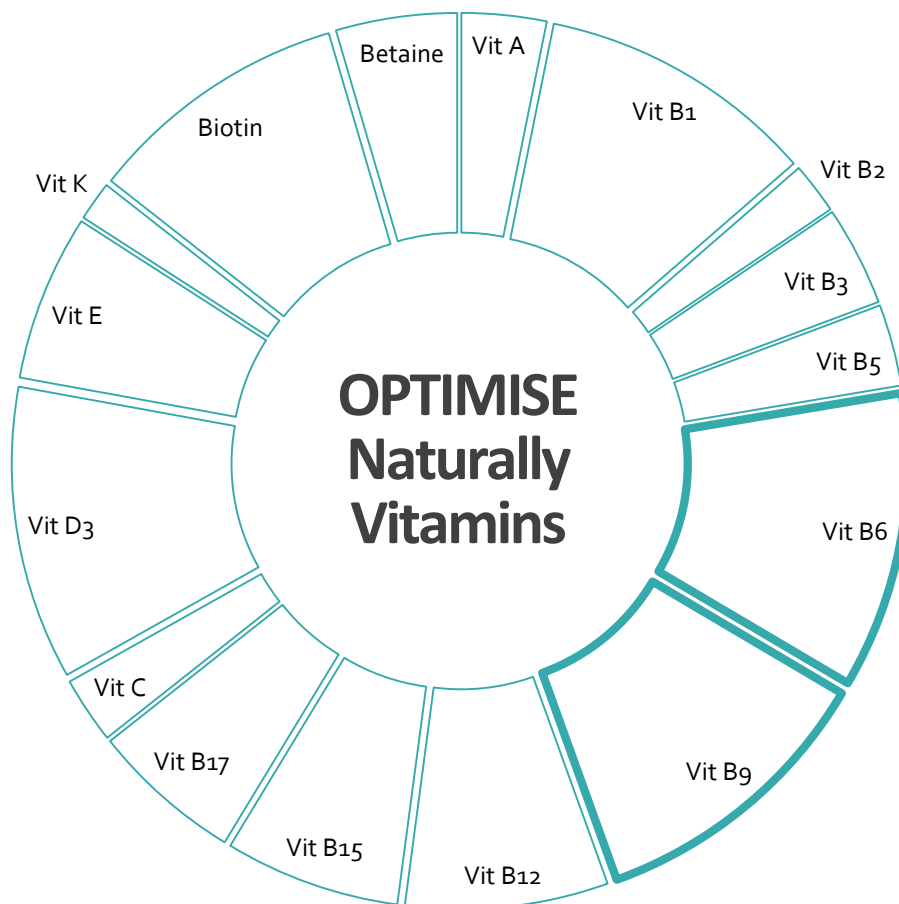 Betaine
Vit A
Vit B1
Vit B2
Vit B3
Vit B5
Vit B6
Vit B9
Vit B12
Vit B15
Vit B17
Vit C
Vit D3
Vit E
Vit K
Biotin
OPTIMISE
Naturally
Vitamins